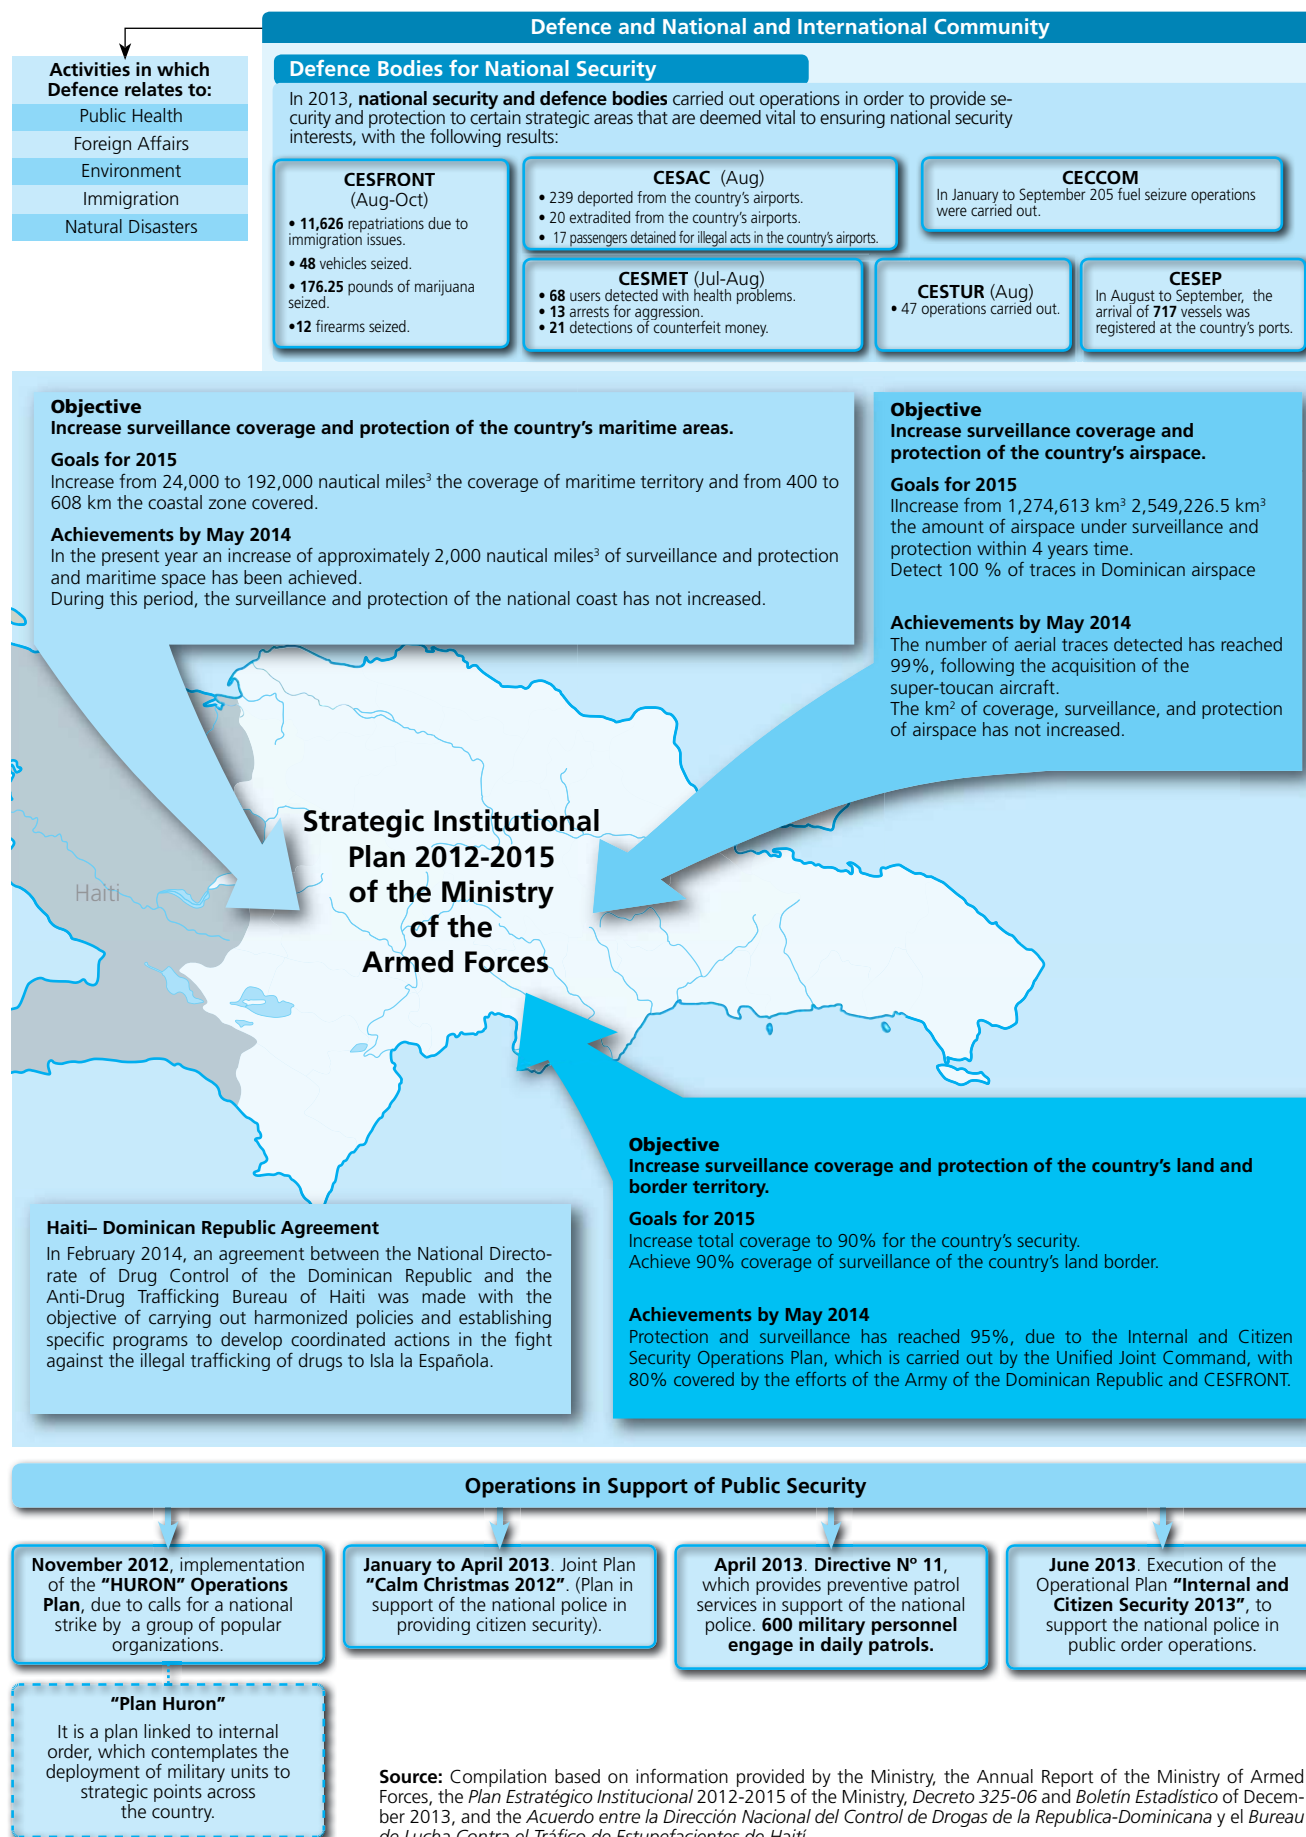 Defence and National and International Community
Activities in which
Defence relates to:
Public Health
Foreign Affairs
Environment
Immigration
Natural Disasters
Defence Bodies for National Security
In 2013, national security and defence bodies carried out operations in order to provide se-
curity and protection to certain strategic areas that are deemed vital to ensuring national security
interests, with the following results:
CESFRONT
(Aug-Oct)
• 11,626 repatriations due to
immigration issues.
• 48 vehicles seized.
• 176.25 pounds of marijuana
seized.
•12 firearms seized.
CESAC (Aug)
• 239 deported from the country's airports.
• 20 extradited from the country's airports.
• 17 passengers detained for illegal acts in the country's airports.
CECCOM
In January to September 205 fuel seizure operations
were carried out.
CESMET (Jul-Aug)
• 68 users detected with health problems.
• 13 arrests for aggression.
• 21 detections of counterfeit money.
CESTUR (Aug)
• 47 operations carried out.
CESEP
In August to September, the
arrival of 717 vessels was
registered at the country's ports.
Objective
Increase surveillance coverage and protection of the country's maritime areas.
Goals for 2015
Increase from 24,000 to 192,000 nautical miles³ the coverage of maritime territory and from 400 to
608 km the coastal zone covered.
Achievements by May 2014
In the present year an increase of approximately 2,000 nautical miles³ of surveillance and protection
and maritime space has been achieved.
During this period, the surveillance and protection of the national coast has not increased.
Objective
Increase surveillance coverage and
protection of the country's airspace.
Goals for 2015
IIncrease from 1,274,613 km³ 2,549,226.5 km³
the amount of airspace under surveillance and
protection within 4 years time.
Detect 100 % of traces in Dominican airspace
Achievements by May 2014
The number of aerial traces detected has reached
99%, following the acquisition of the
super-toucan aircraft.
The km² of coverage, surveillance, and protection
of airspace has not increased.
Strategic Institutional
Plan 2012-2015
of the Ministry
of the
Armed Forces
Haiti
Objective
Increase surveillance coverage and protection of the country's land and
border territory.
Goals for 2015
Increase total coverage to 90% for the country's security.
Achieve 90% coverage of surveillance of the country's land border.
Achievements by May 2014
Protection and surveillance has reached 95%, due to the Internal and Citizen
Security Operations Plan, which is carried out by the Unified Joint Command, with
80% covered by the efforts of the Army of the Dominican Republic and CESFRONT.
Haiti– Dominican Republic Agreement
In February 2014, an agreement between the National Directo-
rate of Drug Control of the Dominican Republic and the
Anti-Drug Trafficking Bureau of Haiti was made with the
objective of carrying out harmonized policies and establishing
specific programs to develop coordinated actions in the fight
against the illegal trafficking of drugs to Isla la Española.
Operations in Support of Public Security
November 2012, implementation
of the "HURON" Operations
Plan, due to calls for a national
strike by a group of popular
organizations.
January to April 2013. Joint Plan
"Calm Christmas 2012". (Plan in
support of the national police in
providing citizen security).
April 2013. Directive Nº 11,
which provides preventive patrol
services in support of the national
police. 600 military personnel
engage in daily patrols.
June 2013. Execution of the
Operational Plan "Internal and
Citizen Security 2013", to
support the national police in
public order operations.
"Plan Huron"
It is a plan linked to internal
order, which contemplates the
deployment of military units to
strategic points across
the country.
Source: Compilation based on information provided by the Ministry, the Annual Report of the Ministry of Armed
Forces, the Plan Estratégico Institucional 2012-2015 of the Ministry, Decreto 325-06 and Boletín Estadístico of Decem-
ber 2013, and the Acuerdo entre la Dirección Nacional del Control de Drogas de la Republica-Dominicana y el Bureau
de Lucha Contra el Tráfico de Estupefacientes de Haití.